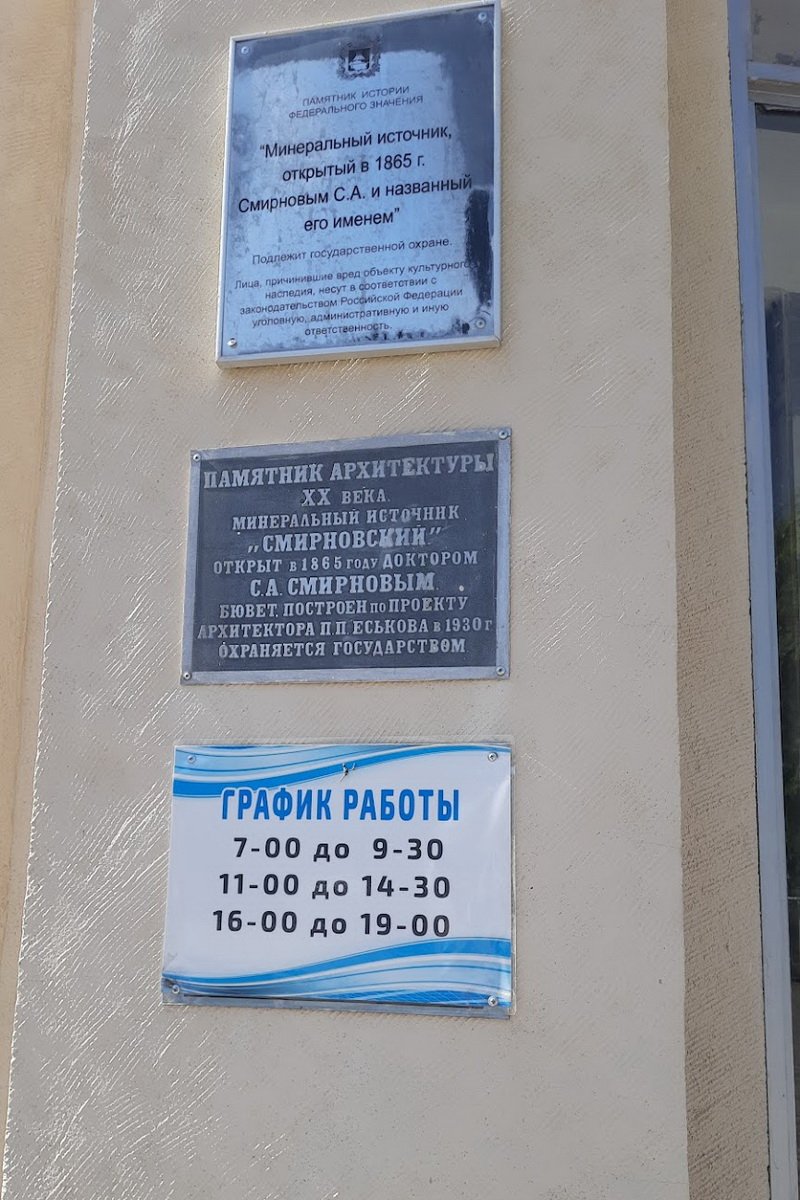 ПАМЯТНИК ИСТОРИИ
ФЕДЕРАЛЬНОГО ЗНАЧЕНИЯ
"Минеральный источник,
открытый в 1865 г.
Смирновым С.А. и названный
его именем"
Подлежит государственной охране.
Лица, причинившие вред объекту культурного
наследия, несут в соответствии с
законодательством Российской Федерации
уголовную, административную и иную
ответственность.
ПАМЯТНИК АРХИТЕКТУРЫ
XX ВЕКА.
МИНЕРАЛЬНЫЙ ИСТОЧНИК
„СМИРНОВСКИЙ"
ОТКРЫТ в 1865 году ДОКТОРОМ
С.А. СМИРНОВЫМ.
БЮВЕТ, ПОСТРОЕН по ПРОЕКТУ
АРХИТЕКТОРА П.П. ЕСЬКОВА в 1930 г
ОХРАНЯЕТСЯ ГОСУДАРСТВОМ
ГРАФИК РАБОТЫ
7-00 до 9-30
11-00 до 14-30
16-00 до 19-00